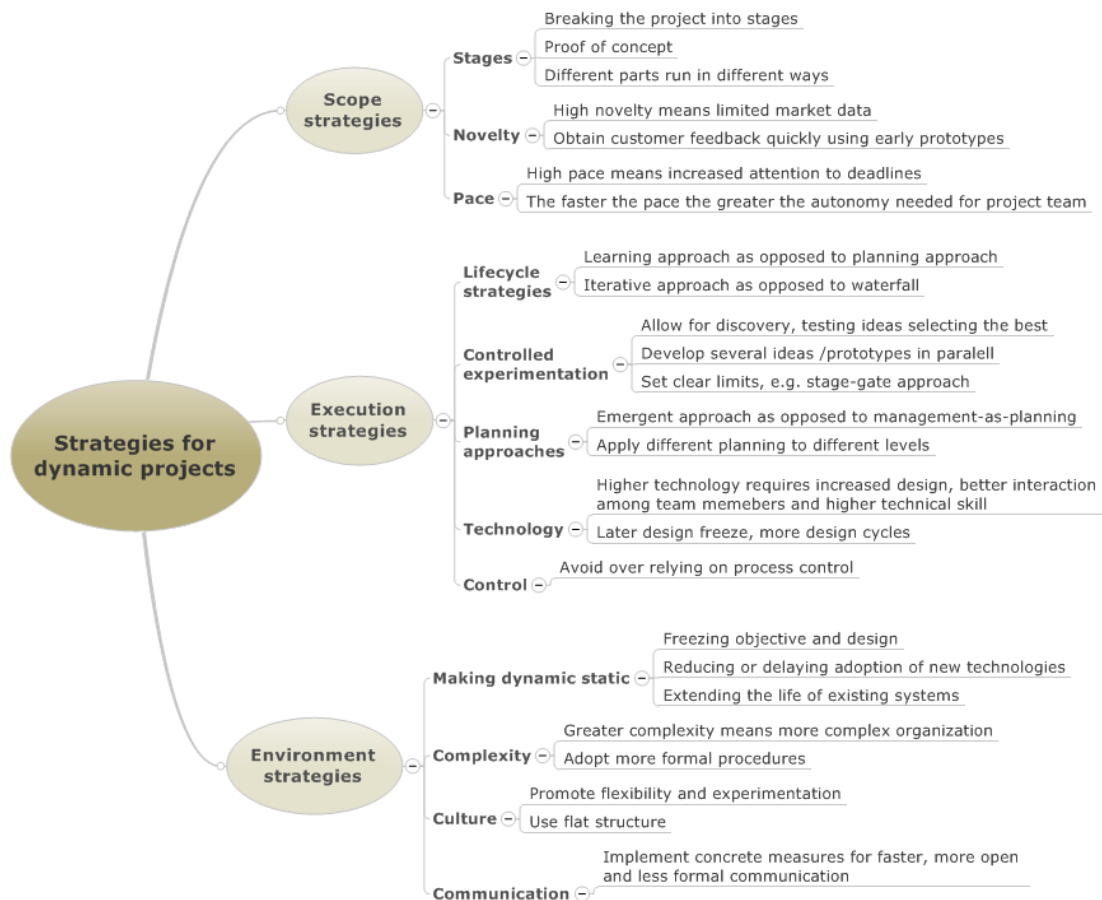 Strategies for
dynamic projects
Scope
strategies
Stages
Breaking the project into stages
Proof of concept
Different parts run in different ways
Novelty
High novelty means limited market data
Obtain customer feedback quickly using early prototypes
Pace
High pace means increased attention to deadlines
The faster the pace the greater the autonomy needed for project team
Execution
strategies
Lifecycle
strategies
Learning approach as opposed to planning approach
Iterative approach as opposed to waterfall
Controlled
experimentation
Allow for discovery, testing ideas selecting the best
Develop several ideas /prototypes in paralell
Set clear limits, e.g. stage-gate approach
Planning
approaches
Emergent approach as opposed to management-as-planning
Apply different planning to different levels
Technology
Higher technology requires increased design, better interaction
among team memebers and higher technical skill
Later design freeze, more design cycles
Control
Avoid over relying on process control
Environment
strategies
Making dynamic static
Freezing objective and design
Reducing or delaying adoption of new technologies
Extending the life of existing systems
Complexity
Greater complexity means more complex organization
Adopt more formal procedures
Culture
Promote flexibility and experimentation
Use flat structure
Communication
Implement concrete measures for faster, more open
and less formal communication